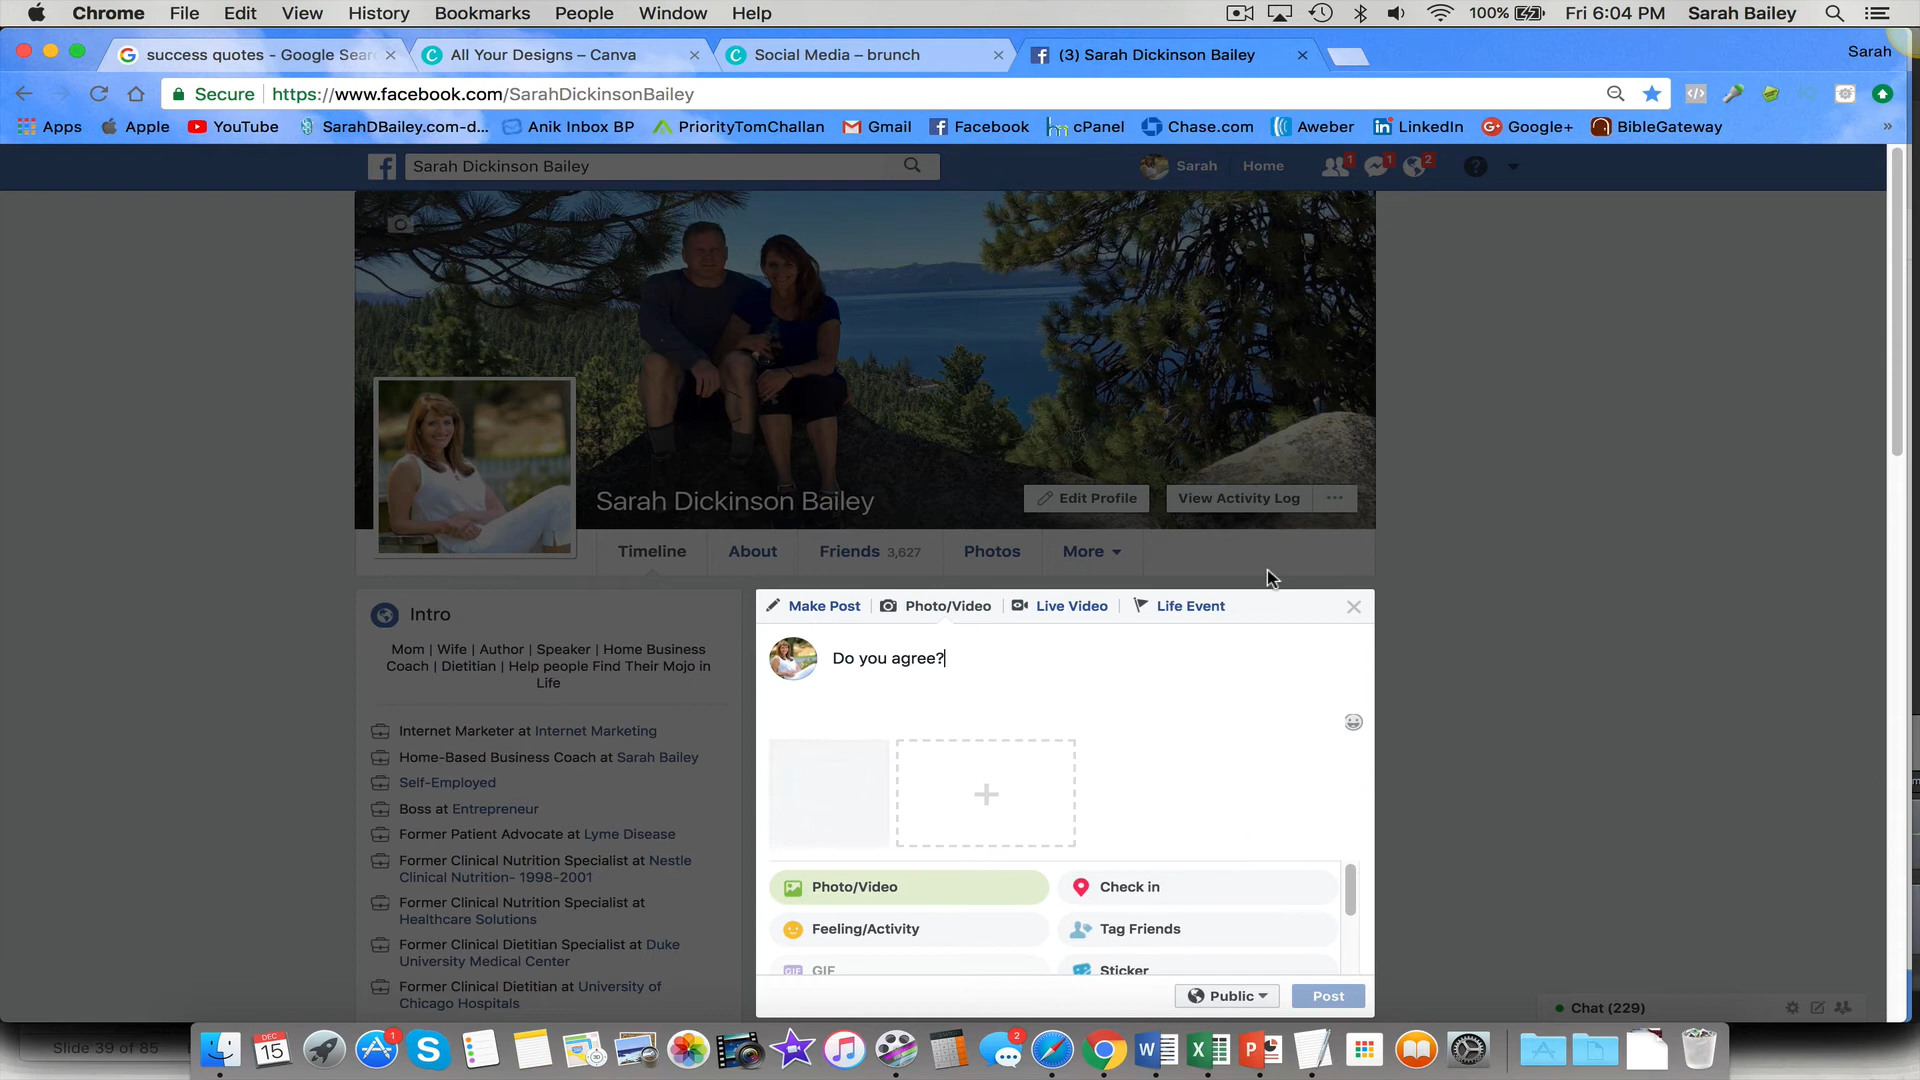 Chrome File Edit View History Bookmarks People Window Help 100% Fri 6:04 PM Sarah Bailey
success quotes - Google Sear All Your Designs – Canva Social Media – brunch (3) Sarah Dickinson Bailey Sarah
Secure https://www.facebook.com/SarahDickinsonBailey
Apps Apple YouTube SarahDBailey.com-d... Anik Inbox BP PriorityTomChallan Gmail Facebook cPanel Chase.com Aweber LinkedIn Google+ BibleGateway »
Sarah Dickinson Bailey Sarah Home 1 1 2
Sarah Dickinson Bailey Edit Profile View Activity Log ...
Timeline About Friends 3,627 Photos More
Intro
Mom | Wife | Author | Speaker | Home Business
Coach | Dietitian | Help people Find Their Mojo in
Life
Internet Marketer at Internet Marketing
Home-Based Business Coach at Sarah Bailey
Self-Employed
Boss at Entrepreneur
Former Patient Advocate at Lyme Disease
Former Clinical Nutrition Specialist at Nestle
Clinical Nutrition- 1998-2001
Former Clinical Nutrition Specialist at
Healthcare Solutions
Former Clinical Dietitian Specialist at Duke
University Medical Center
Former Clinical Dietitian at University of
Chicago Hospitals
Make Post Photo/Video Live Video Life Event
Do you agree?
Photo/Video Check in
Feeling/Activity Tag Friends
GIF GIF Sticker
Public Post
Chat (229)
Slide 39 of 85
DEC
15
1
2